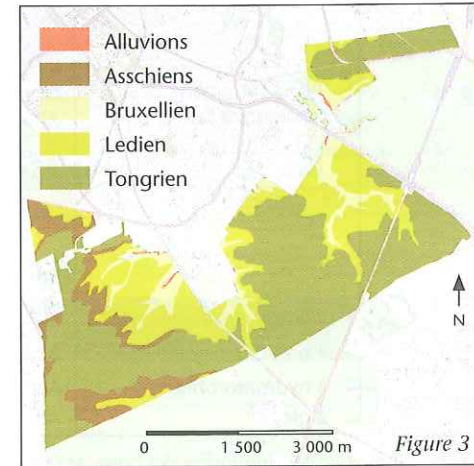 Alluvions
Asschiens
Bruxellien
Ledien
Tongrien
N
0 1 500 3 000 m
Figure 3